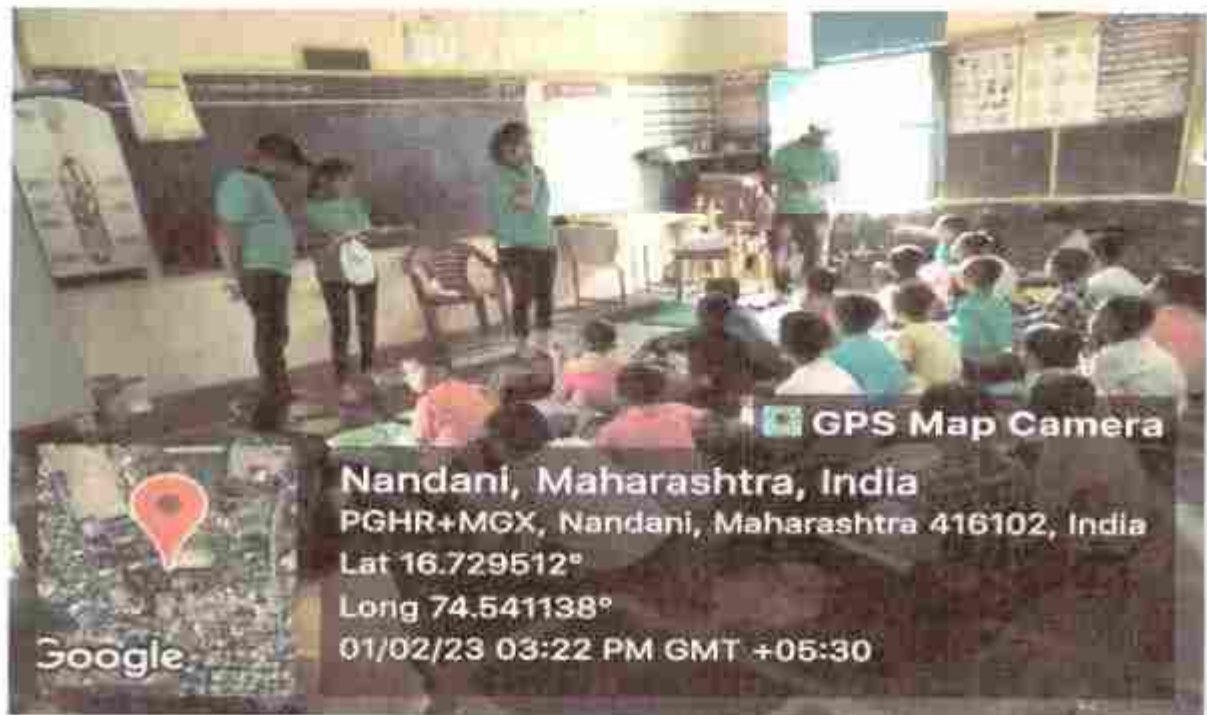 GPS Map Camera
Nandani, Maharashtra, India
PGHR+MGX, Nandani, Maharashtra 416102, India
Lat 16.729512°
Long 74.541138°
01/02/23 03:22 PM GMT +05:30
Google